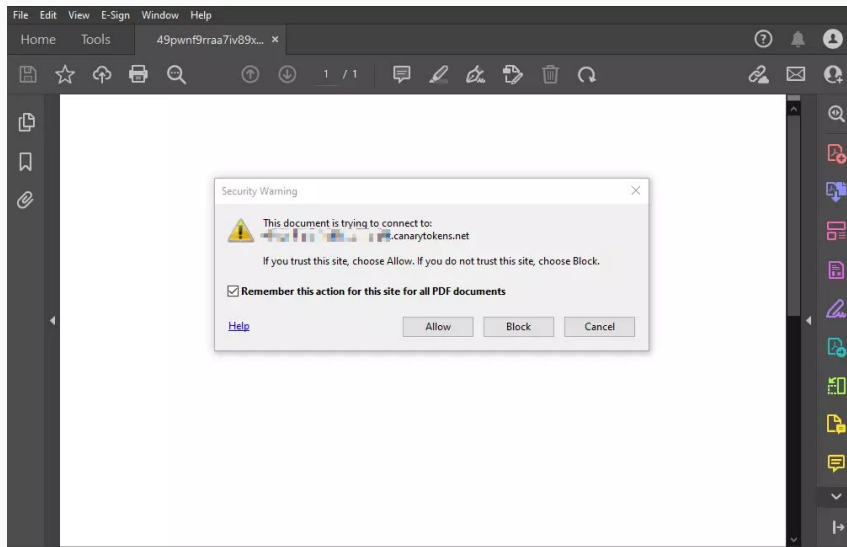 File Edit View E-Sign Window Help
Home Tools 49pwnf9rraa7iv89x... ×
1 / 1
Security Warning
This document is trying to connect to:
.canarytokens.net
If you trust this site, choose Allow. If you do not trust this site, choose Block.
Remember this action for this site for all PDF documents
Help Allow Block Cancel